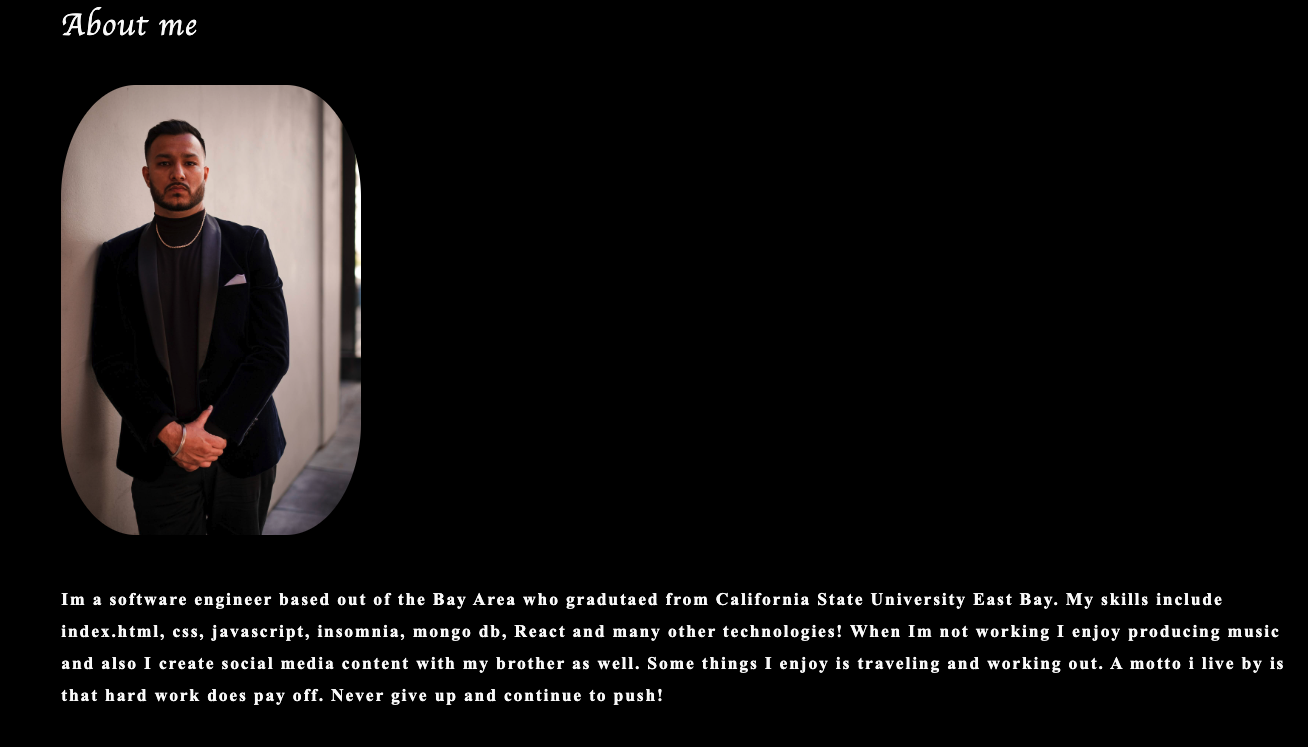 About me
Im a software engineer based out of the Bay Area who gradutaed from California State University East Bay. My skills include
index.html, css, javascript, insomnia, mongo db, React and many other technologies! When Im not working I enjoy producing music
and also I create social media content with my brother as well. Some things I enjoy is traveling and working out. A motto i live by is
that hard work does pay off. Never give up and continue to push!